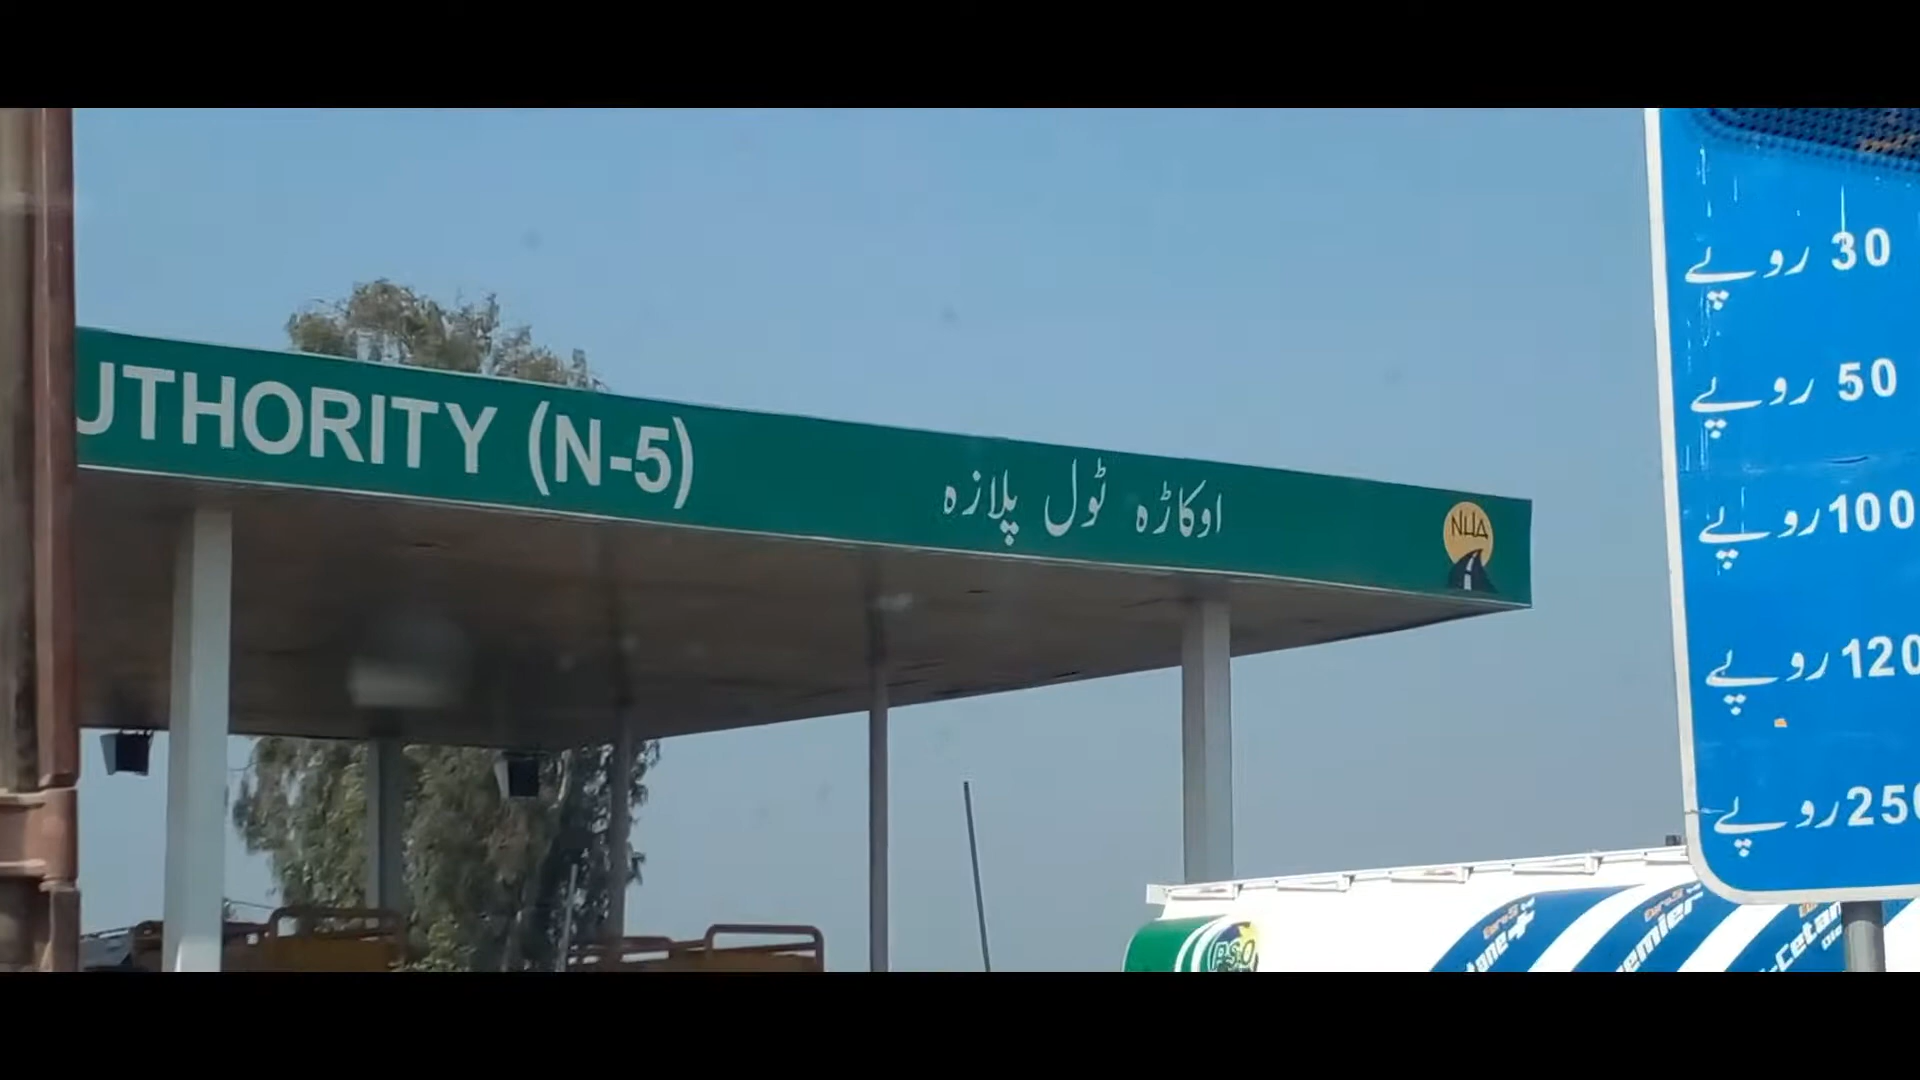 UTHORITY (N-5)
اوکاڑہ ٹول پلازہ
NHA
30 روپے
50 روپے
100 روپے
120 روپے
250 روپے
PSO